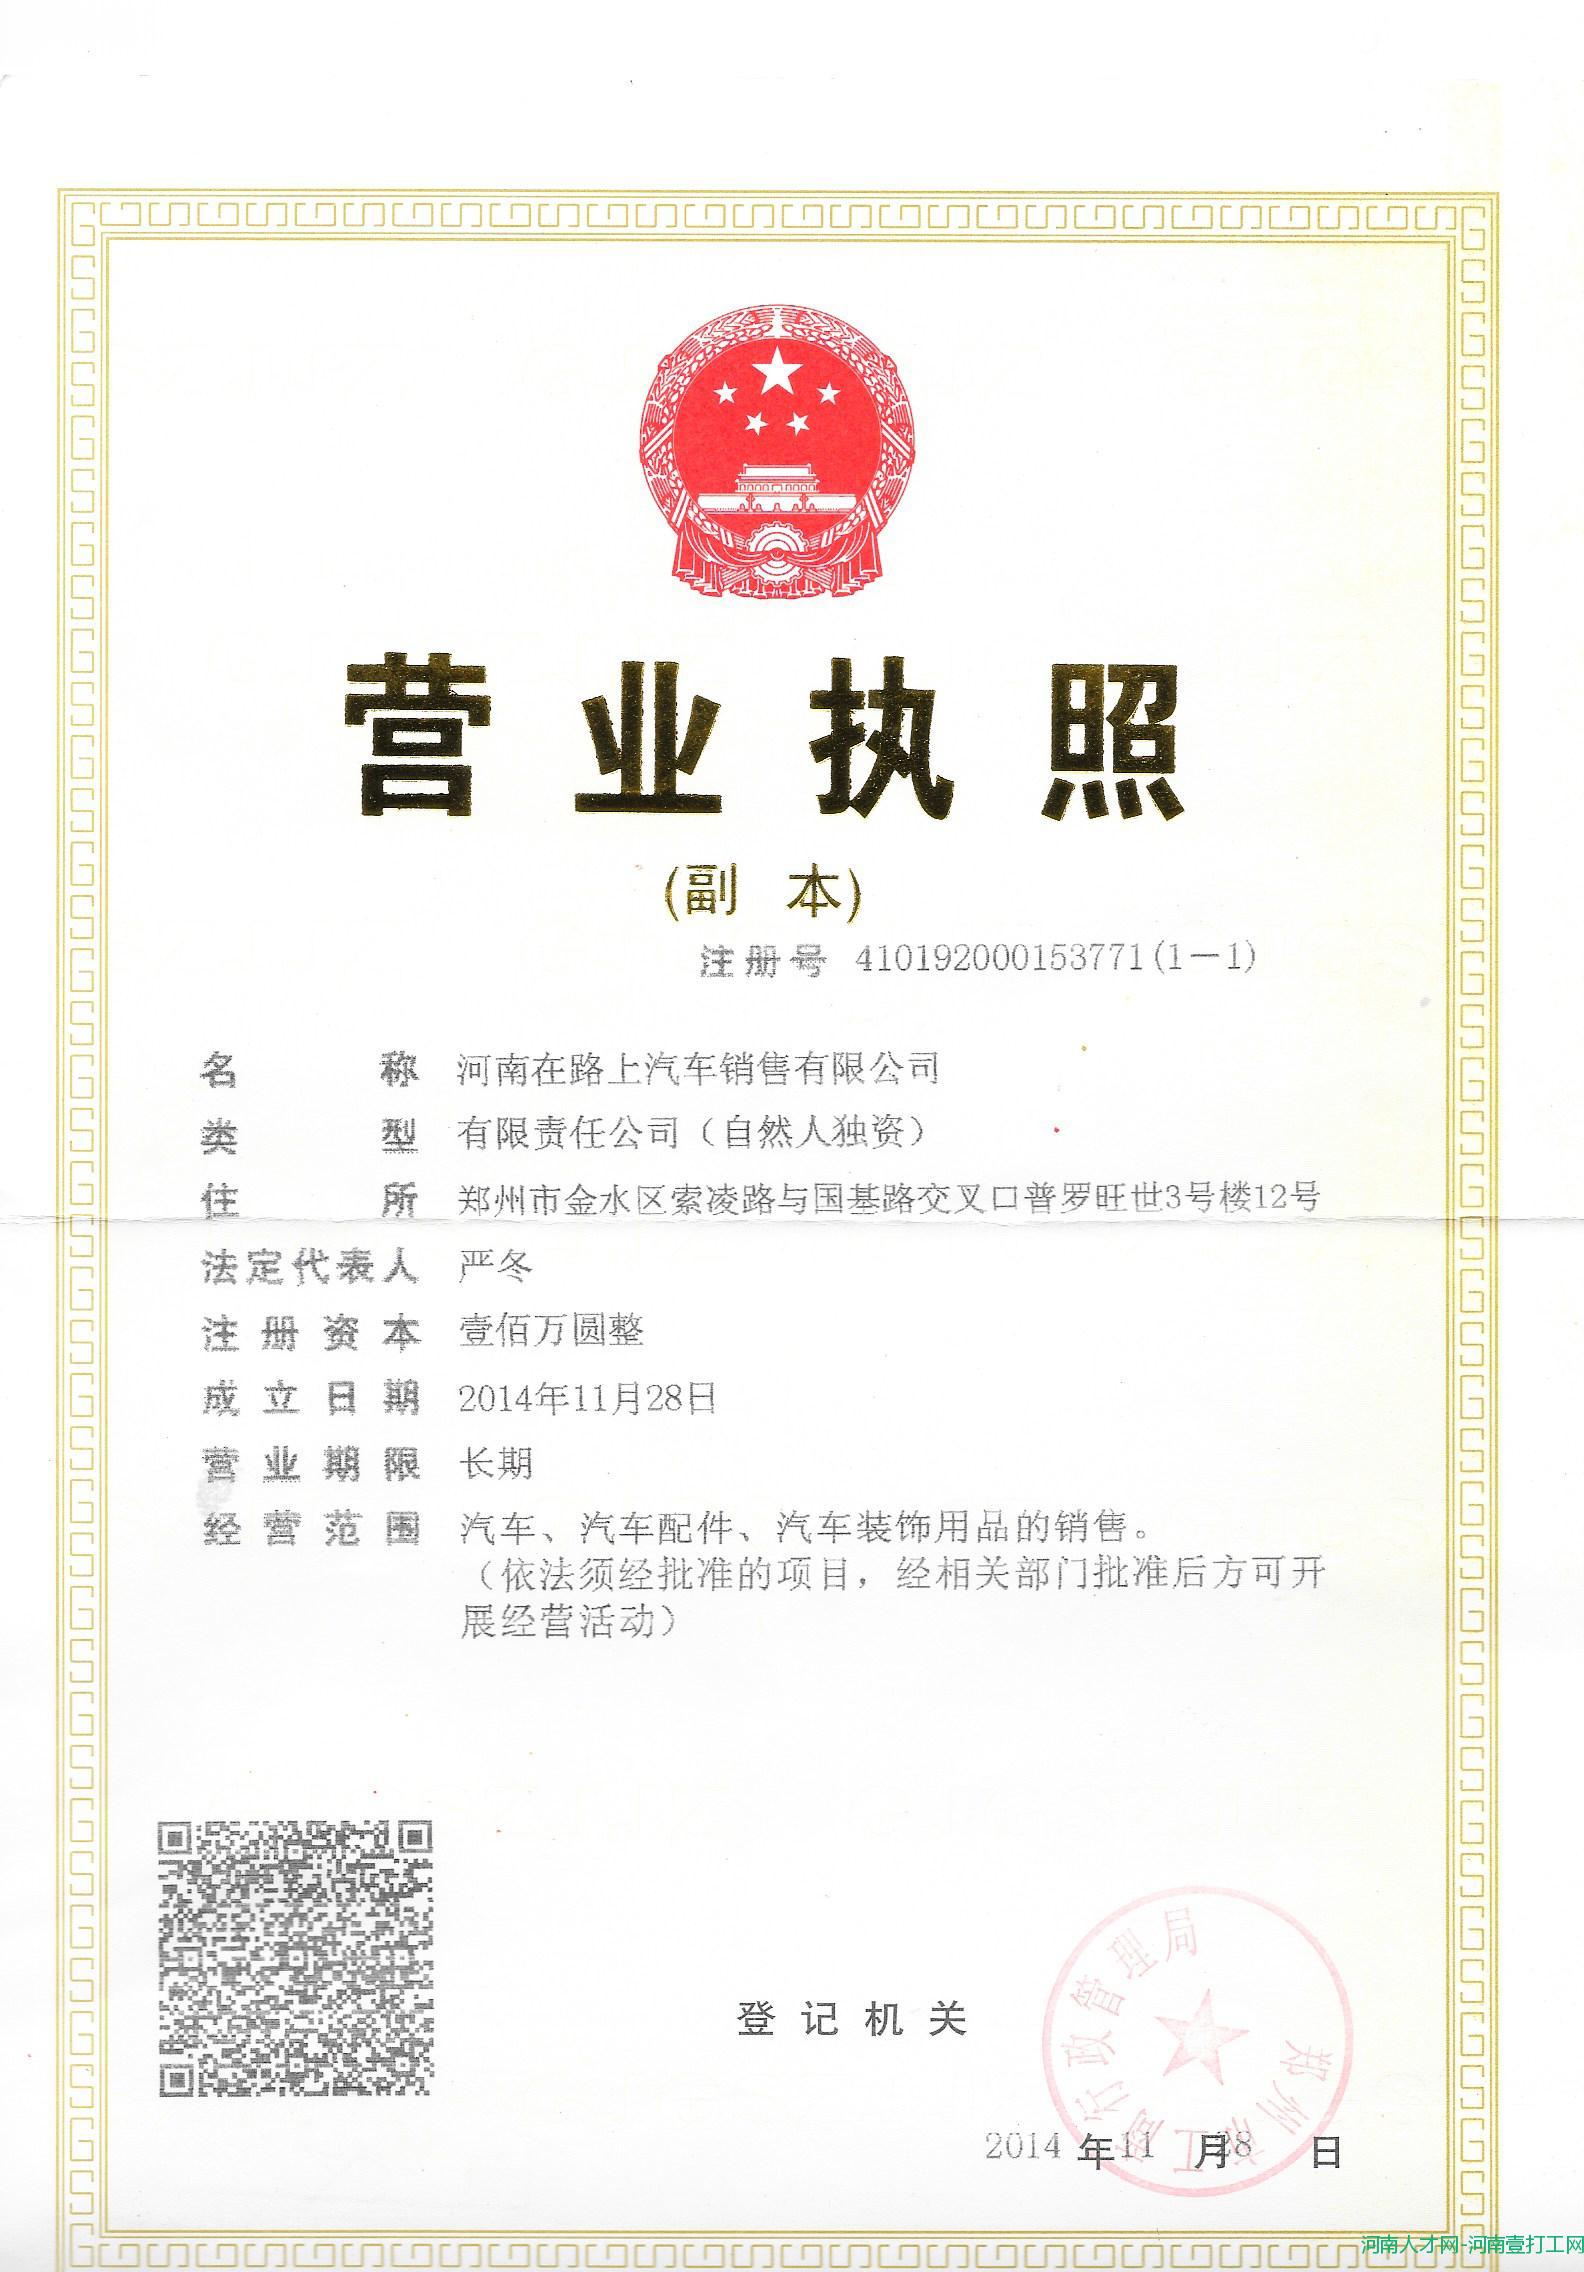 营业执照
(副 本)
注册号 410192000153771(1-1)
名称 河南在路上汽车销售有限公司
类型 有限责任公司（自然人独资）
住所 郑州市金水区索凌路与国基路交叉口普罗旺世3号楼12号
法定代表人 严冬
注册资本 壹佰万圆整
成立日期 2014年11月28日
营业期限 长期
经营范围 汽车、汽车配件、汽车装饰用品的销售。
（依法须经批准的项目，经相关部门批准后方可开
展经营活动）
登记机关
郑州市工商行政管理局
2014 年 11 月 28 日
河南人才网-河南壹打工网